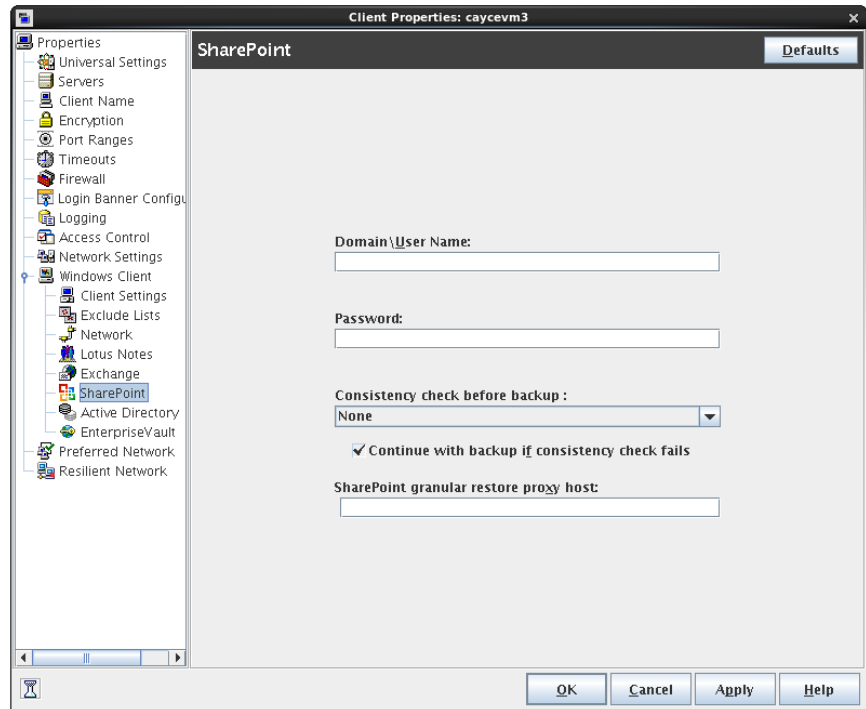 Client Properties: caycevm3
Properties
Universal Settings
Servers
Client Name
Encryption
Port Ranges
Timeouts
Firewall
Login Banner Configu
Logging
Access Control
Network Settings
Windows Client
Client Settings
Exclude Lists
Network
Lotus Notes
Exchange
SharePoint
Active Directory
EnterpriseVault
Preferred Network
Resilient Network
SharePoint
Defaults
Domain\User Name:
Password:
Consistency check before backup :
None
Continue with backup if consistency check fails
SharePoint granular restore proxy host:
OK
Cancel
Apply
Help